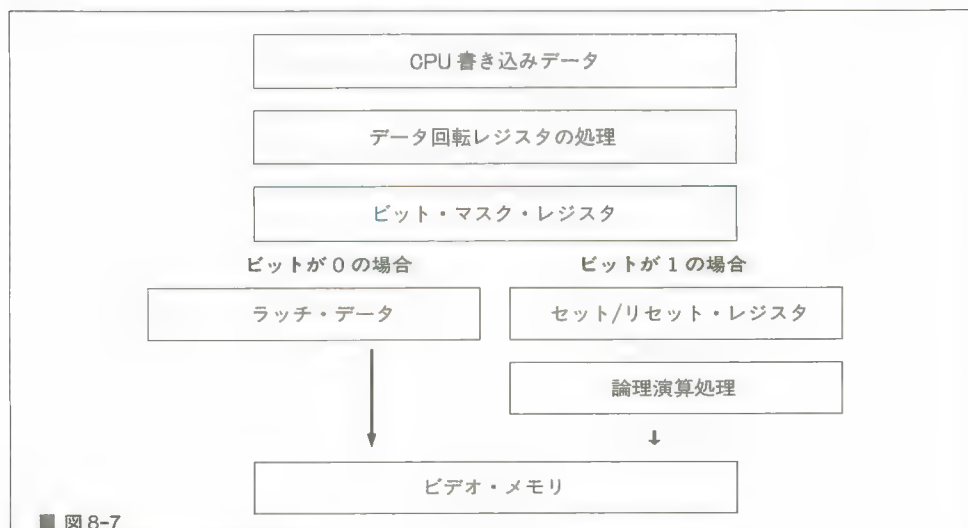 CPU 書き込みデータ
データ回転レジスタの処理
ビット・マスク・レジスタ
ビットが 0 の場合
ビットが 1 の場合
ラッチ・データ
セット/リセット・レジスタ
論理演算処理
ビデオ・メモリ
■ 図 8-7